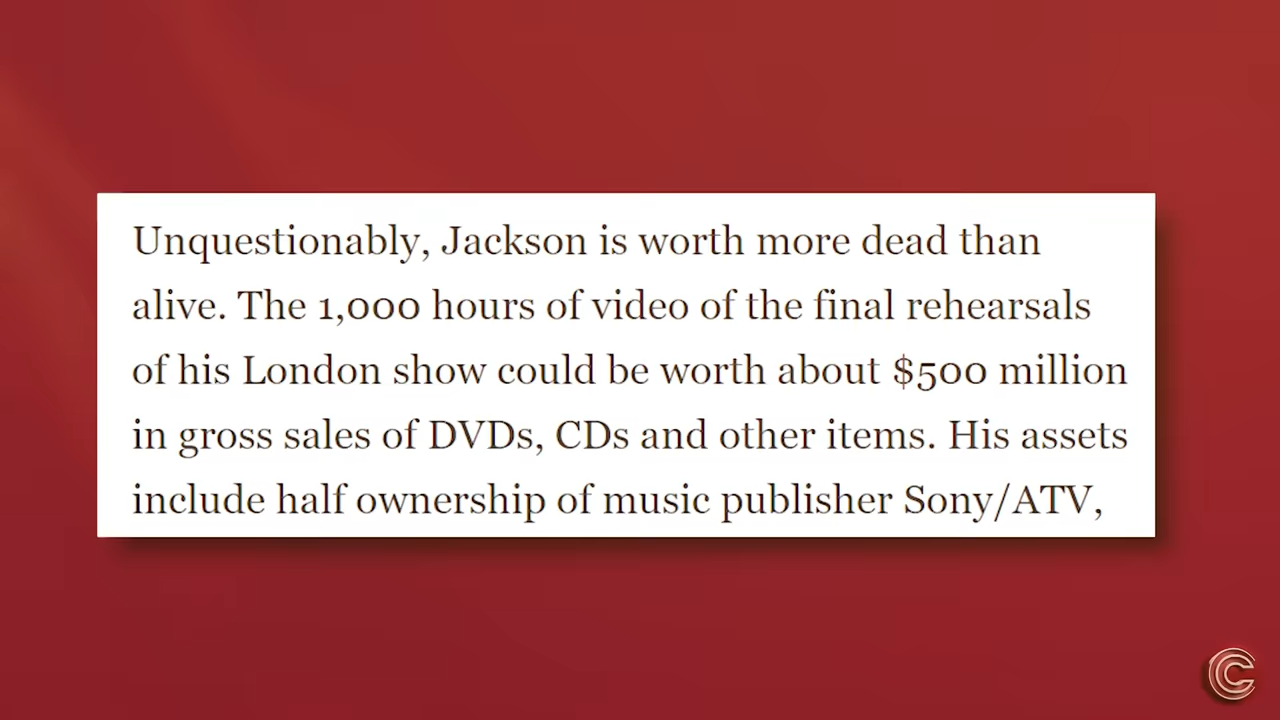 Unquestionably, Jackson is worth more dead than
alive. The 1,000 hours of video of the final rehearsals
of his London show could be worth about $500 million
in gross sales of DVDs, CDs and other items. His assets
include half ownership of music publisher Sony/ATV,